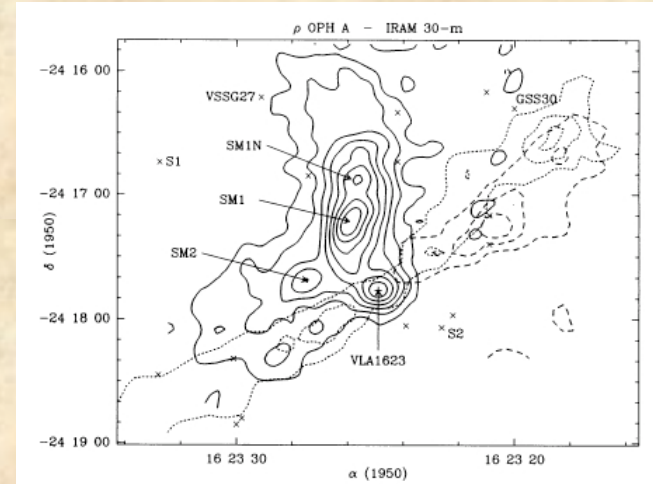 ρ OPH A – IRAM 30-m
-24 16 00
VSSG27
GSS30
SM1N
S1
-24 17 00
SM1
δ (1950)
SM2
-24 18 00
S2
VLA1623
-24 19 00
16 23 30
16 23 20
α (1950)